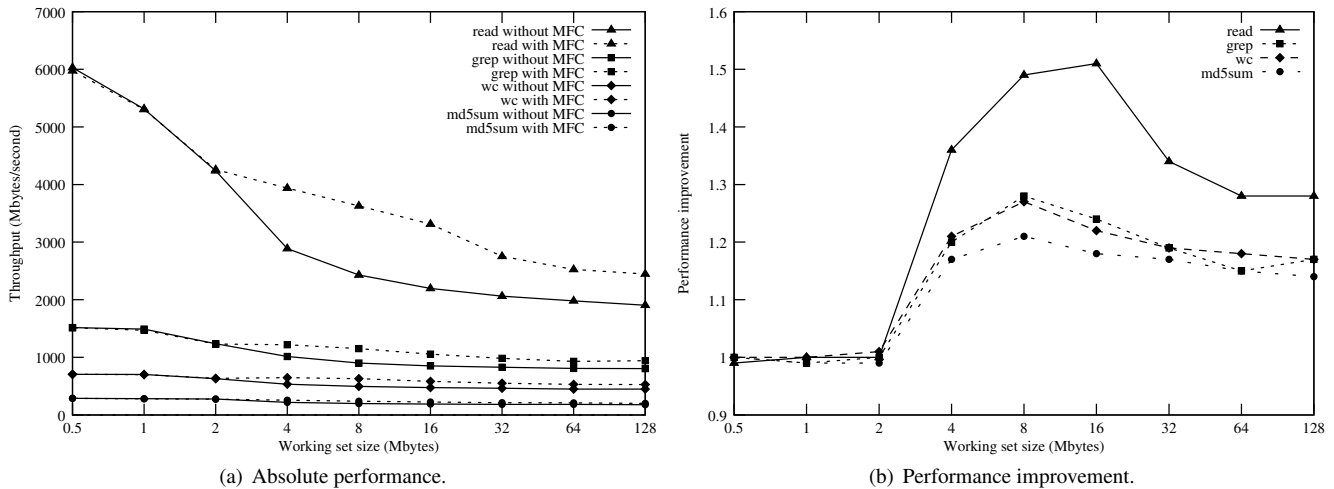 7000
6000
5000
4000
3000
2000
1000
0
Throughput (Mbytes/second)
read without MFC
read with MFC
grep without MFC
grep with MFC
wc without MFC
wc with MFC
md5sum without MFC
md5sum with MFC
0.5 1 2 4 8 16 32 64 128
Working set size (Mbytes)
(a) Absolute performance.
1.6
1.5
1.4
1.3
1.2
1.1
1
0.9
Performance improvement
read
grep
wc
md5sum
0.5 1 2 4 8 16 32 64 128
Working set size (Mbytes)
(b) Performance improvement.